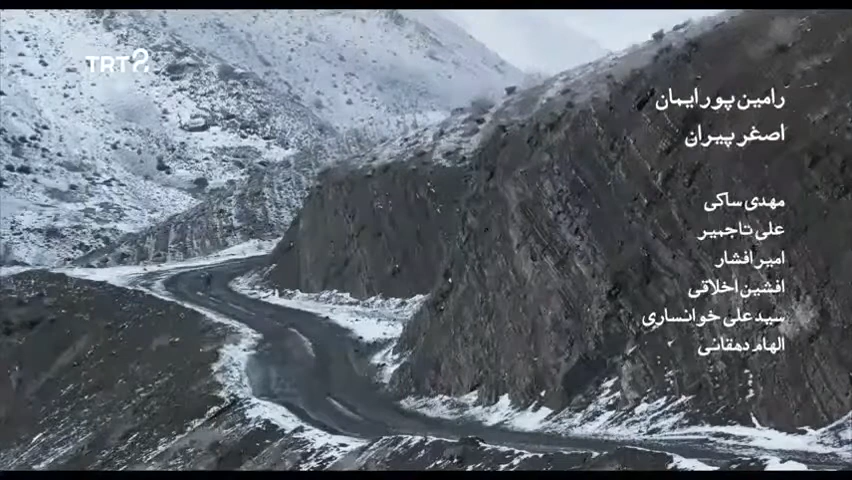 TRT2
رامین پور ایمان
اصغر پیران
مهدی ساکی
علی تاجمیر
امیر افشار
افشین اخلاقی
سید علی خوانساری
الهام دهقانی